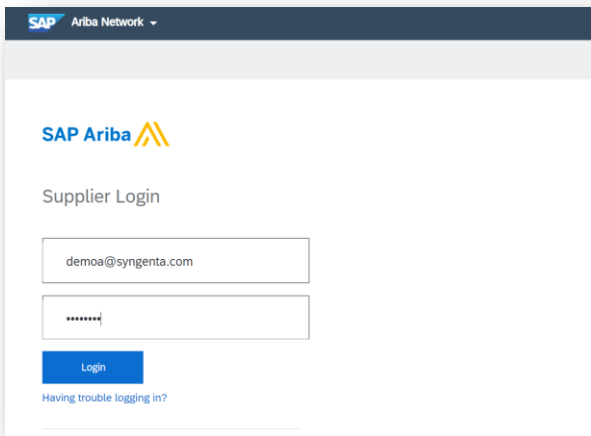 SAP Ariba Network
SAP Ariba
Supplier Login
demoa@syngenta.com
••••••••
Login
Having trouble logging in?